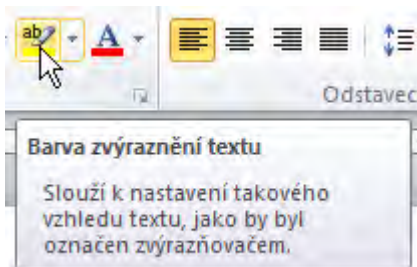 ab
A
Odstavec
Barva zvýraznění textu
Slouží k nastavení takového
vzhledu textu, jako by byl
označen zvýrazňovačem.